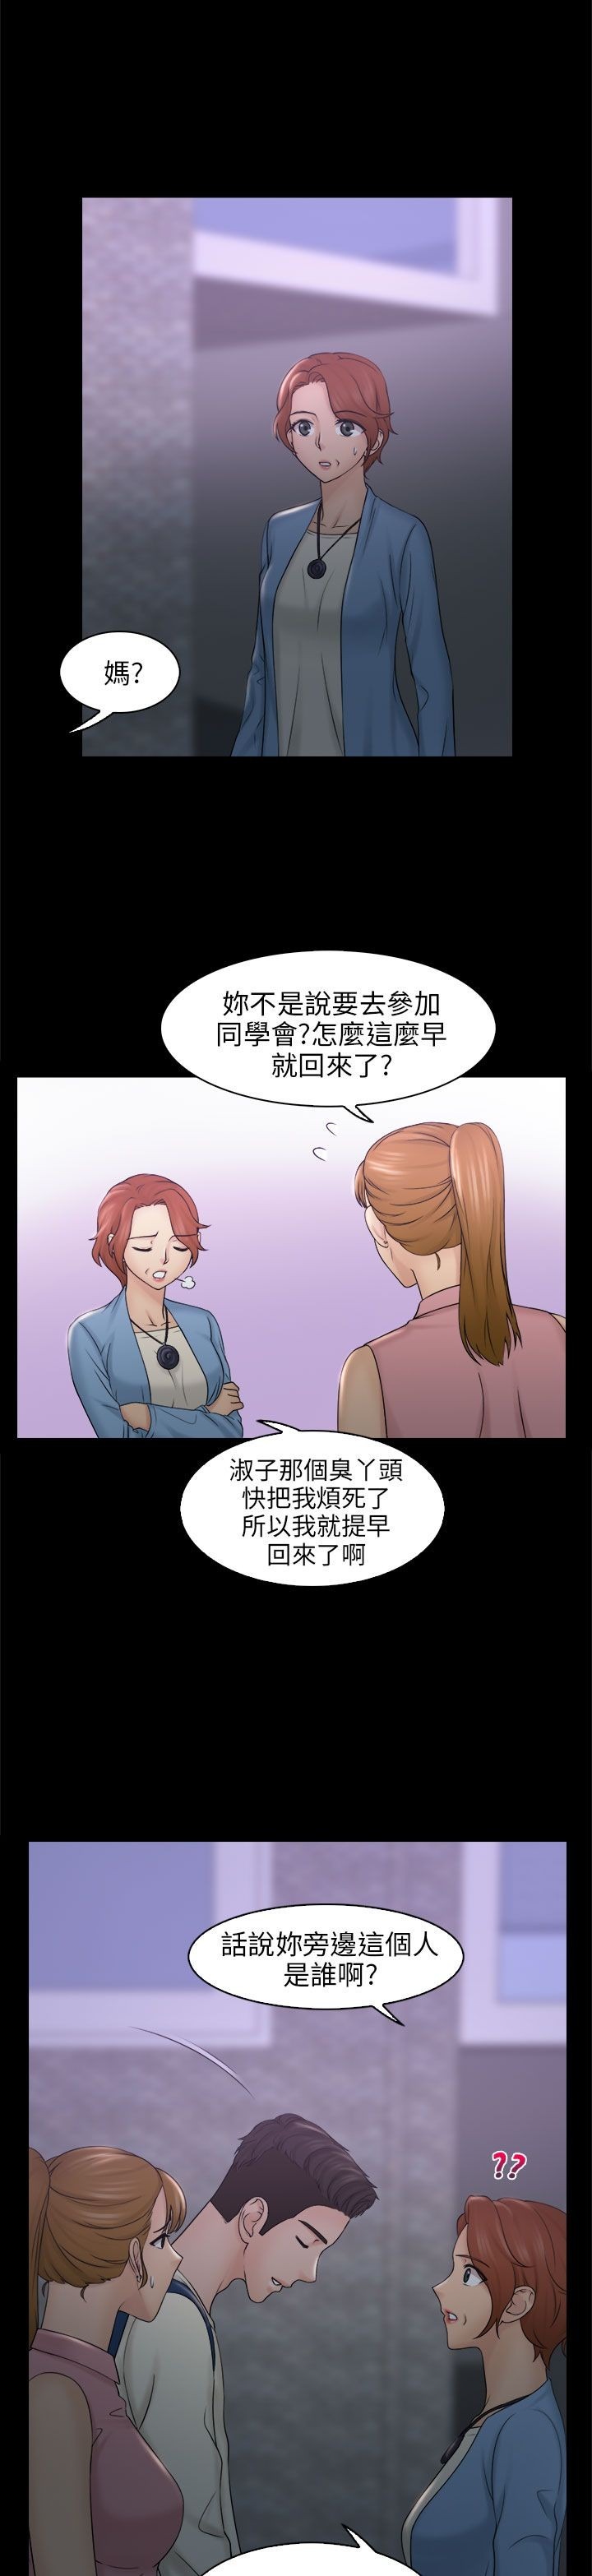 媽?
妳不是說要去參加
同學會?怎麼這麼早
就回來了?
淑子那個臭丫頭
快把我煩死了
所以我就提早
回來了啊
話說妳旁邊這個人
是誰啊?
??